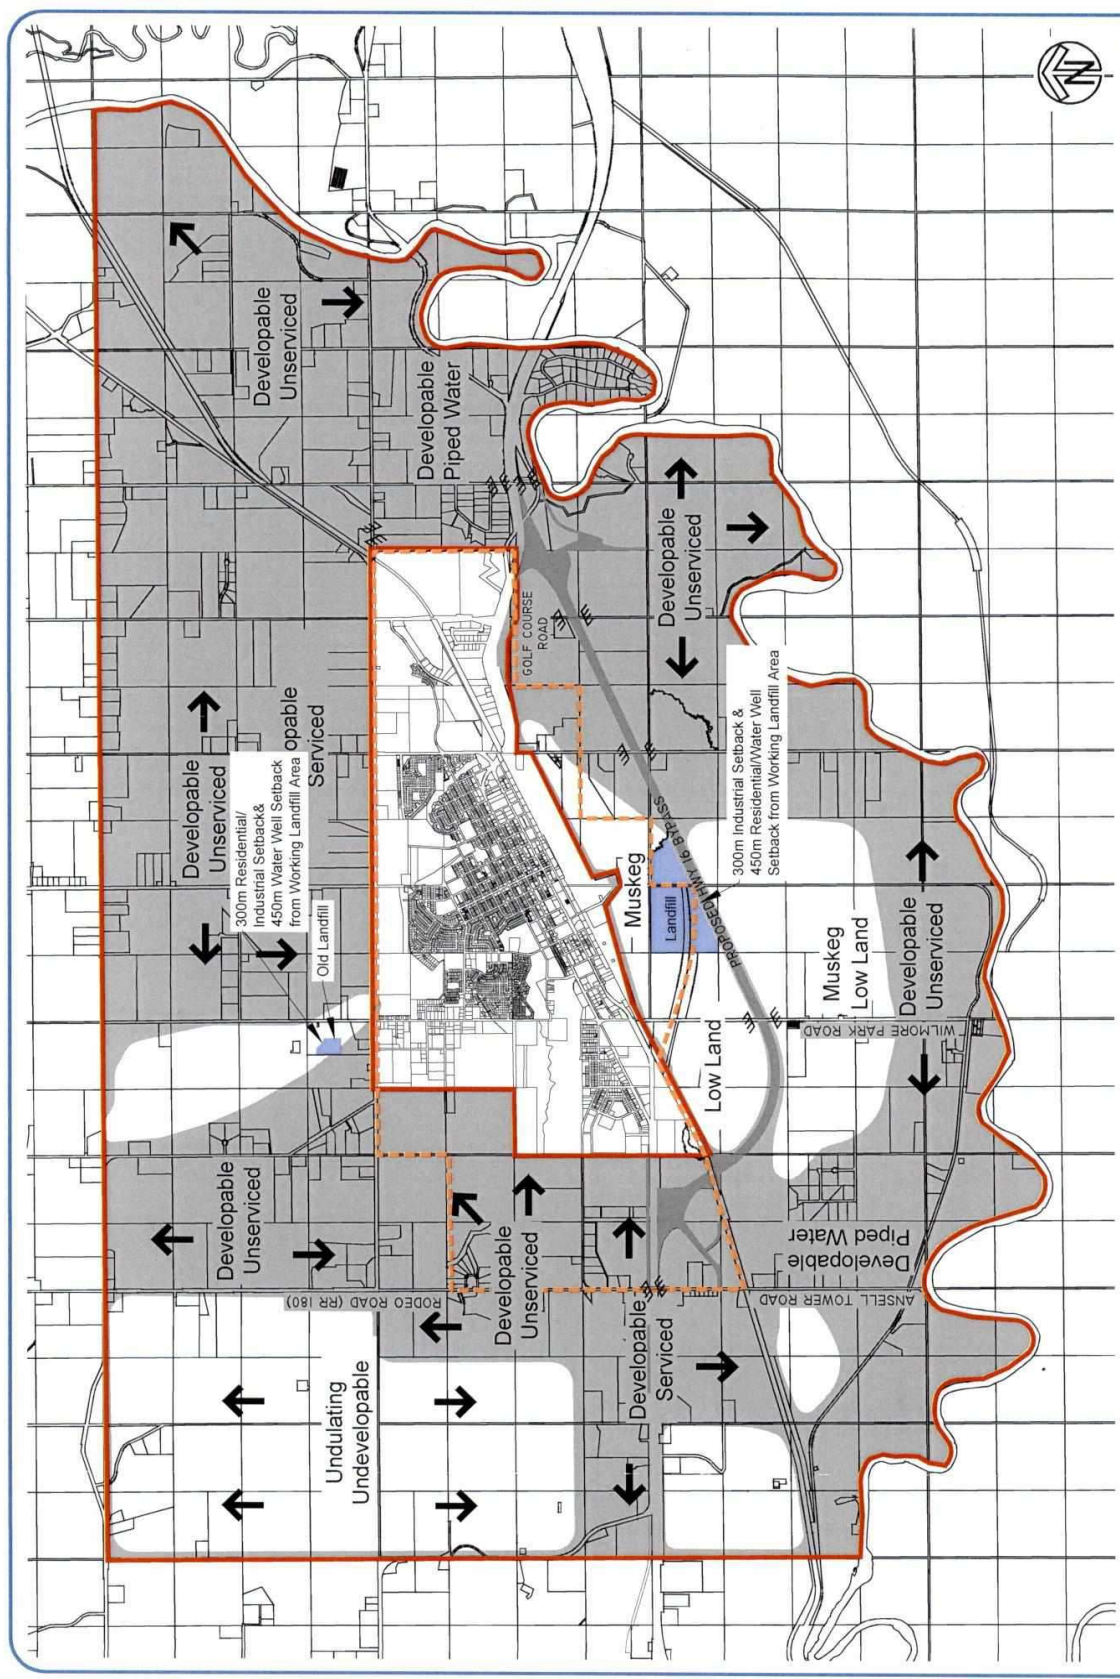 Undulating
Undevelopable
Developable
Unserviced
RODEO ROAD (RR 180)
Developable
Unserviced
Developable
Serviced
ANSELL TOWER ROAD
Developable
Piped Water
Old Landfill
300m Residential/
Industrial Setback&
450m Water Well Setback
from Working Landfill Area
Developable
Unserviced
opable
Serviced
Low Land
Muskeg
Landfill
PROPOSED HWY 16 BYPASS
300m Industrial Setback &
450m Residential/Water Well
Setback from Working Landfill Area
WILMORE PARK ROAD
Muskeg
Low Land
Developable
Unserviced
GOLF COURSE
ROAD
Developable
Unserviced
Developable
Piped Water
Developable
Unserviced
N